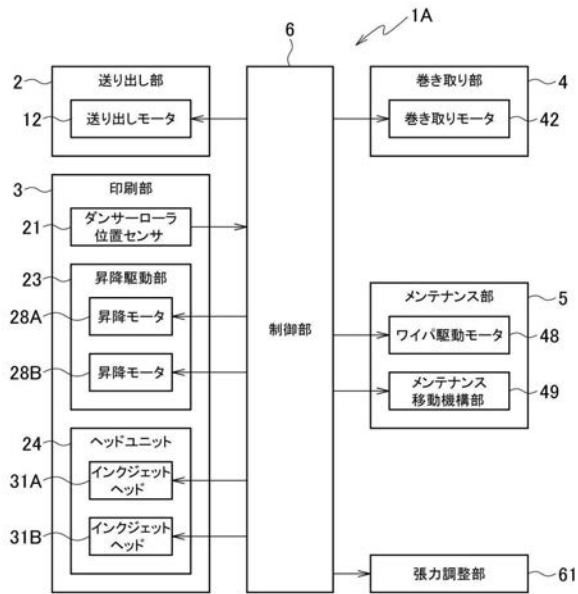 1A
6
2
送り出し部
12
送り出しモータ
3
印刷部
21
ダンサーローラ
位置センサ
23
昇降駆動部
28A
昇降モータ
28B
昇降モータ
24
ヘッドユニット
31A
インクジェット
ヘッド
31B
インクジェット
ヘッド
制御部
巻き取り部
4
巻き取りモータ
42
メンテナンス部
5
ワイパ駆動モータ
48
メンテナンス
移動機構部
49
張力調整部
61